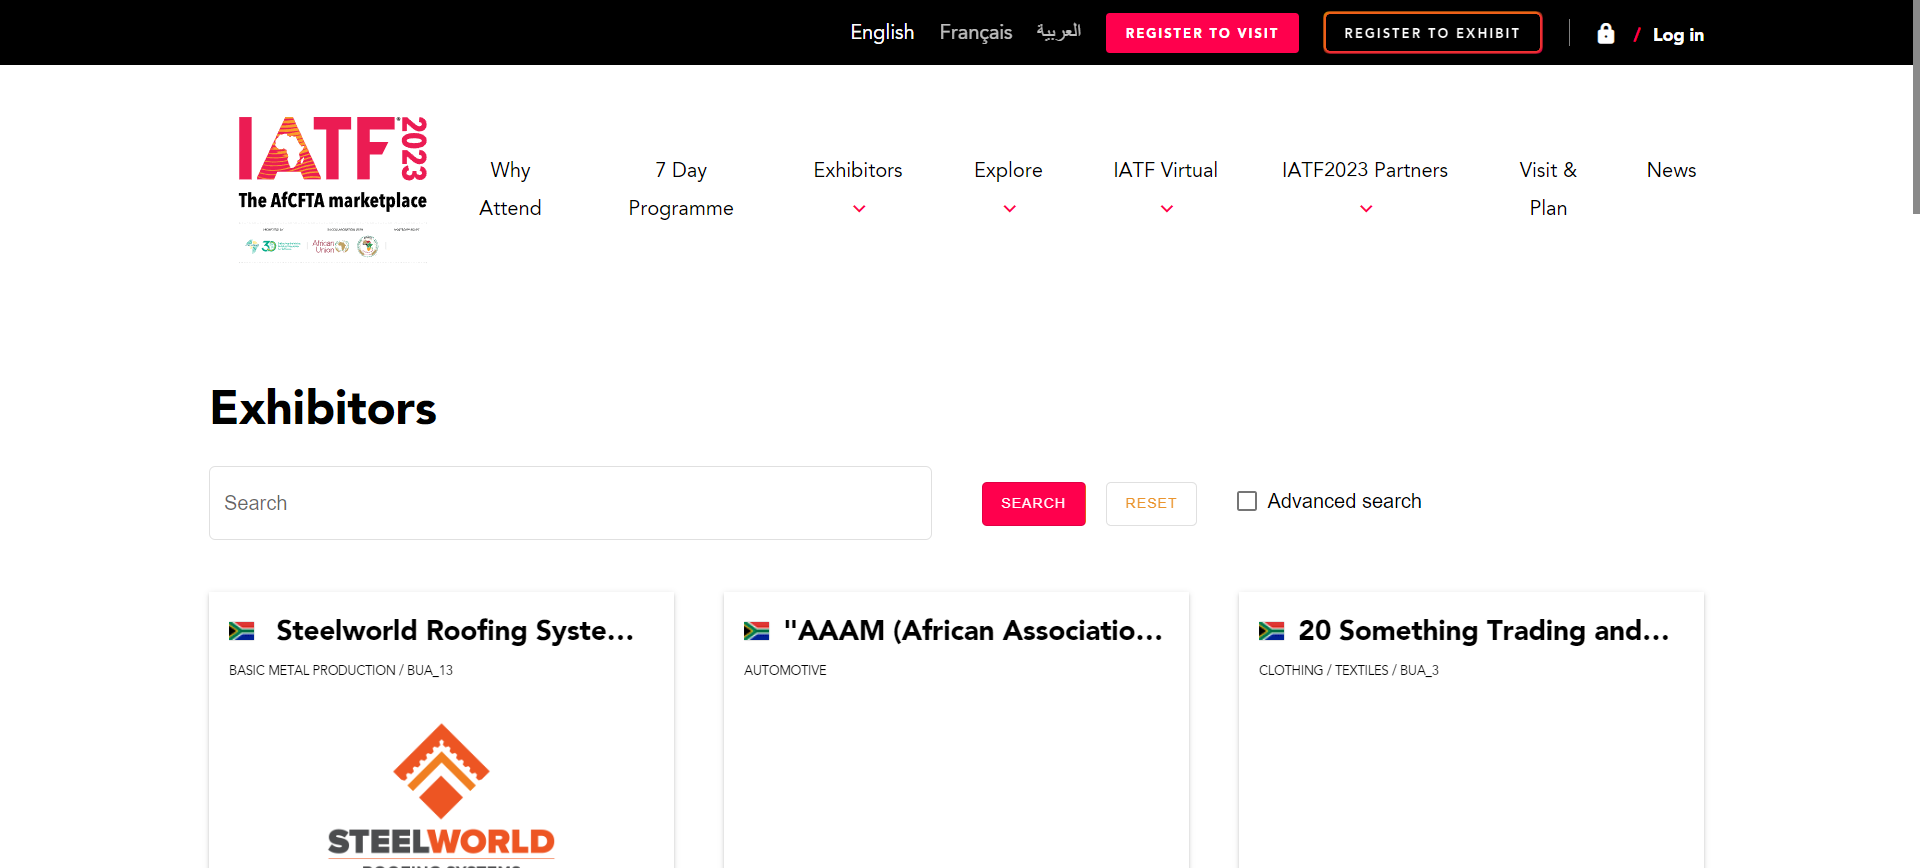 English Français العربية REGISTER TO VISIT REGISTER TO EXHIBIT / Log in
IATF 2023
The AfCFTA marketplace
30
African
Union
Why
Attend
7 Day
Programme
Exhibitors
Explore
IATF Virtual
IATF2023 Partners
Visit &
Plan
News
Exhibitors
Search
SEARCH
RESET
Advanced search
Steelworld Roofing Syste...
BASIC METAL PRODUCTION / BUA_13
STEELWORLD
ROOFING SYSTEMS
"AAAM (African Associatio...
AUTOMOTIVE
20 Something Trading and...
CLOTHING / TEXTILES / BUA_3